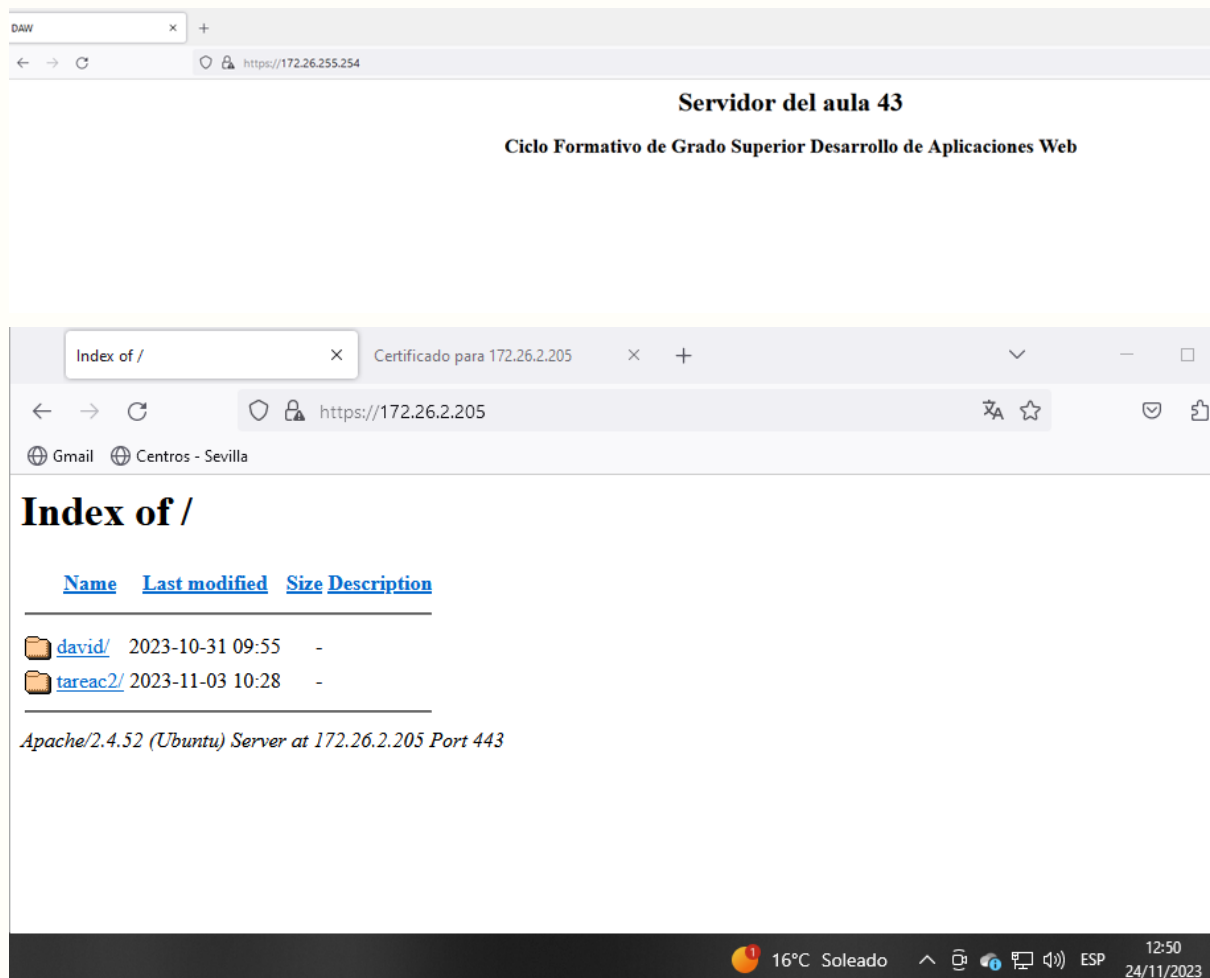 DAW
https://172.26.255.254
Servidor del aula 43
Ciclo Formativo de Grado Superior Desarrollo de Aplicaciones Web
Index of /
Certificado para 172.26.2.205
https://172.26.2.205
Gmail Centros - Sevilla
Index of /
Name Last modified Size Description
david/ 2023-10-31 09:55 -
tareac2/ 2023-11-03 10:28 -
Apache/2.4.52 (Ubuntu) Server at 172.26.2.205 Port 443
1 16°C Soleado ESP 12:50
24/11/2023